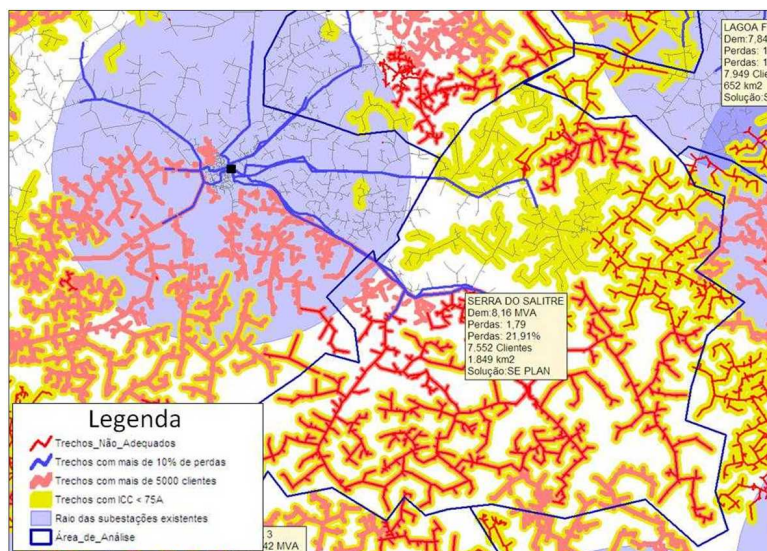 LAGOA F
Dem:7,84
Perdas: 1
Perdas: 1
7.949 Clie
652 km2
Solução:S
SERRA DO SALITRE
Dem:8,16 MVA
Perdas: 1,79
Perdas: 21,91%
7.552 Clientes
1.849 km2
Solução:SE PLAN
Legenda
Trechos_Não_Adequados
Trechos com mais de 10% de perdas
Trechos com mais de 5000 clientes
Trechos com ICC < 75A
Raio das subestações existentes
Área_de_Análise
3
42 MVA